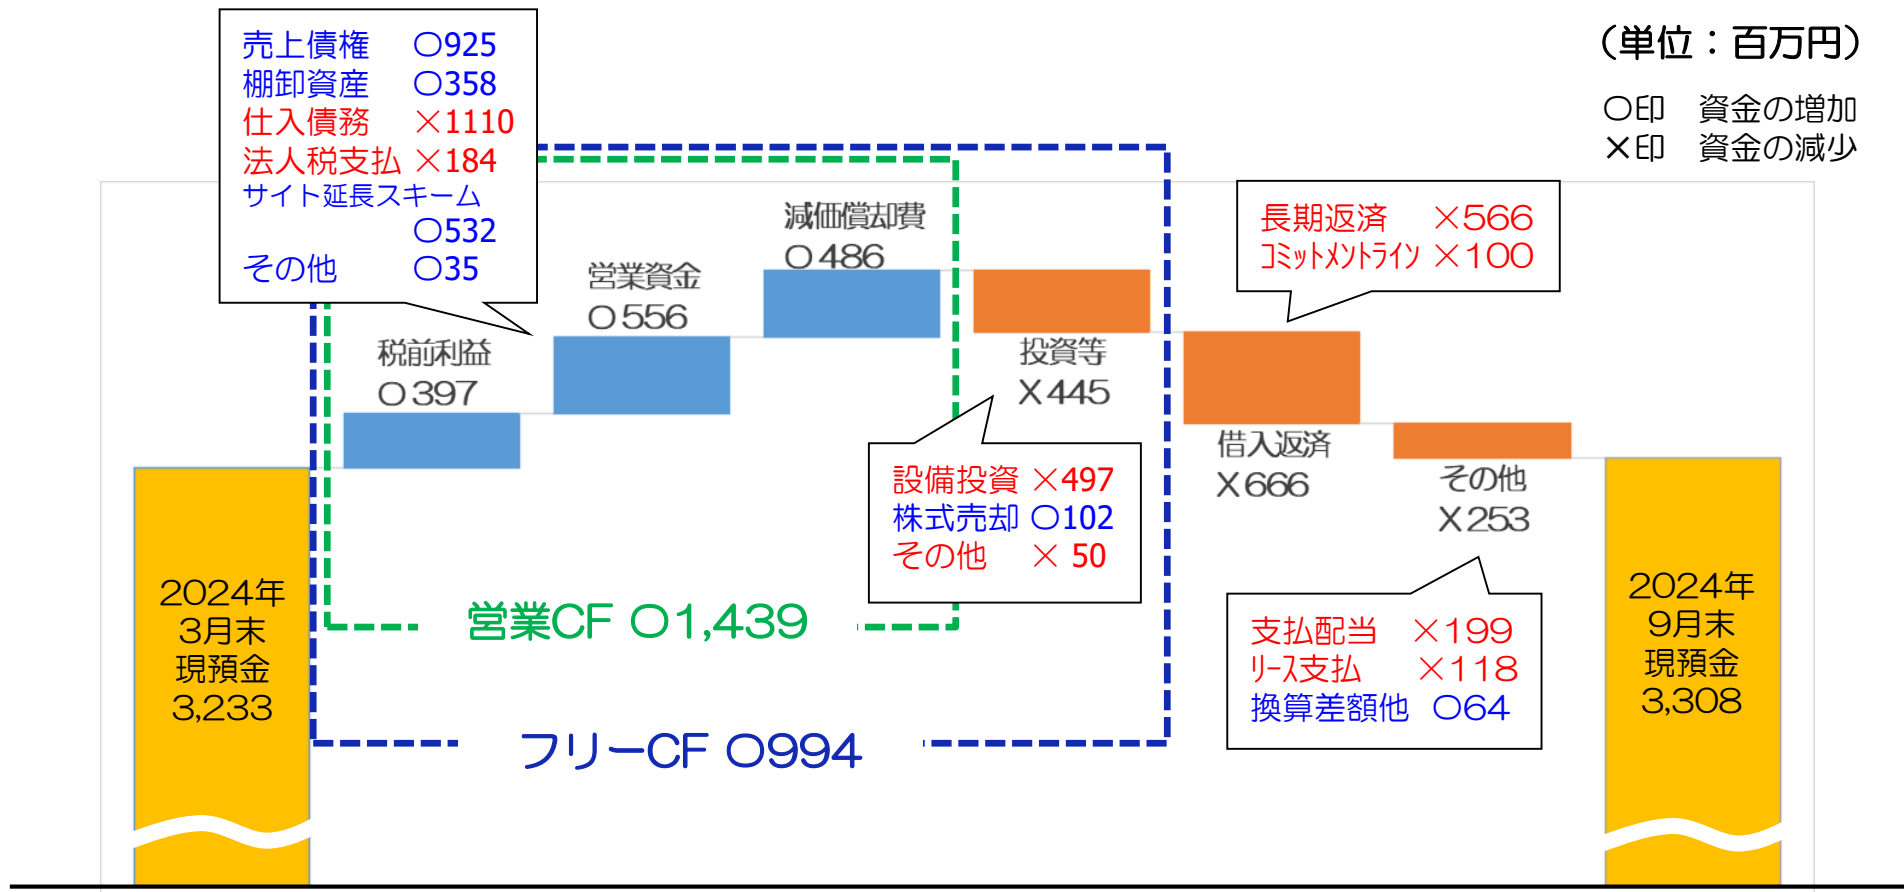 （単位：百万円）
〇印　資金の増加
✕印　資金の減少
売上債権　〇925
棚卸資産　〇358
仕入債務　×1110
法人税支払 ×184
サイト延長スキーム
〇532
その他　〇35
税前利益
〇397
営業資金
〇556
減価償却費
〇486
投資等
X445
設備投資 ×497
株式売却 〇102
その他　× 50
長期返済　×566
コミットメントライン ×100
借入返済
X666
その他
X253
支払配当　×199
リース支払　×118
換算差額他　〇64
営業CF 〇1,439
フリーCF 〇994
2024年
3月末
現預金
3,233
2024年
9月末
現預金
3,308